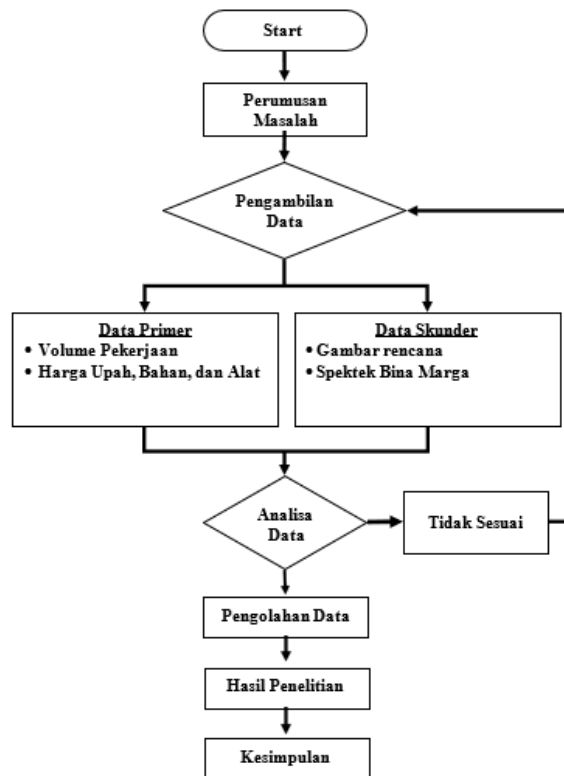 Start
Perumusan
Masalah
Pengambilan
Data
Data Primer
• Volume Pekerjaan
• Harga Upah, Bahan, dan Alat
Data Skunder
• Gambar rencana
• Spektek Bina Marga
Analisa
Data
Tidak Sesuai
Pengolahan Data
Hasil Penelitian
Kesimpulan